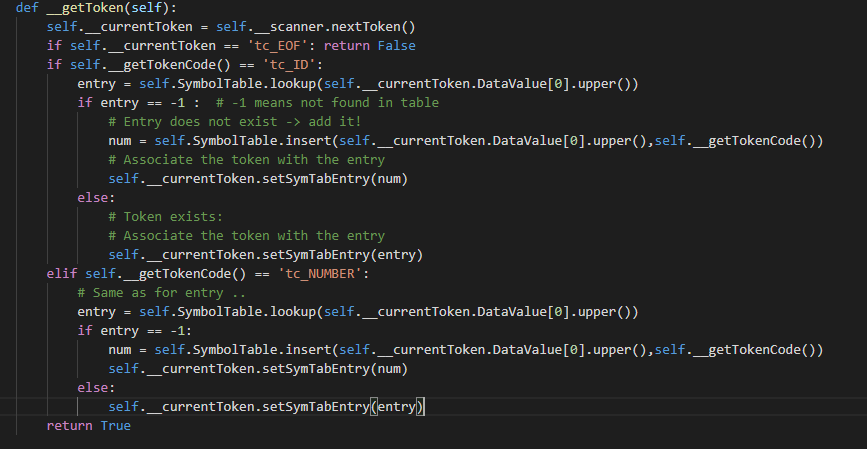 def __getToken(self):
    self.__currentToken = self.__scanner.nextToken()
    if self.__currentToken == 'tc_EOF': return False
    if self.__getTokenCode() == 'tc_ID':
        entry = self.SymbolTable.lookup(self.__currentToken.DataValue[0].upper())
        if entry == -1 :  # -1 means not found in table
            # Entry does not exist -> add it!
            num = self.SymbolTable.insert(self.__currentToken.DataValue[0].upper(),self.__getTokenCode())
            # Associate the token with the entry
            self.__currentToken.setSymTabEntry(num)
        else:
            # Token exists:
            # Associate the token with the entry
            self.__currentToken.setSymTabEntry(entry)
    elif self.__getTokenCode() == 'tc_NUMBER':
        # Same as for entry ..
        entry = self.SymbolTable.lookup(self.__currentToken.DataValue[0].upper())
        if entry == -1:
            num = self.SymbolTable.insert(self.__currentToken.DataValue[0].upper(),self.__getTokenCode())
            self.__currentToken.setSymTabEntry(num)
        else:
            self.__currentToken.setSymTabEntry(entry)
    return True